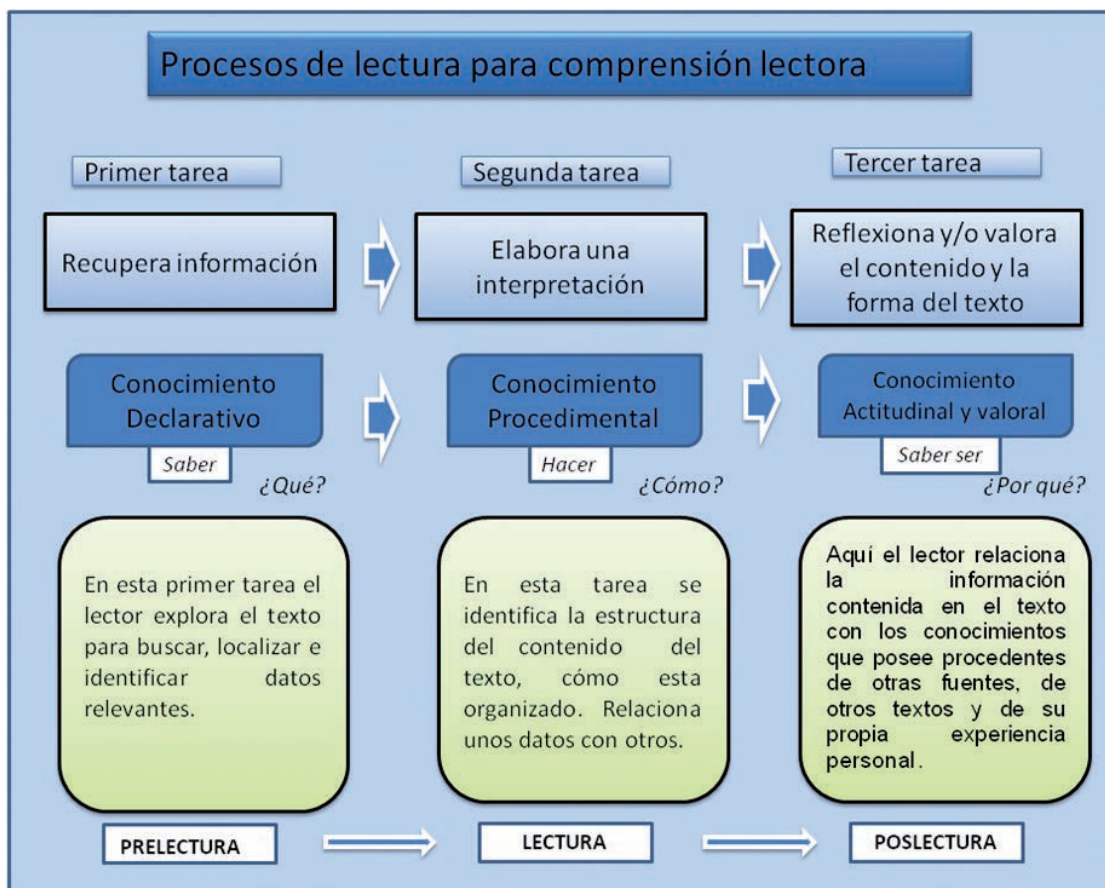 Procesos de lectura para comprensión lectora
Primer tarea
Segunda tarea
Tercer tarea
Recupera información
Elabora una
interpretación
Reflexiona y/o valora
el contenido y la
forma del texto
Conocimiento
Declarativo
Saber
¿Qué?
Conocimiento
Procedimental
Hacer
¿Cómo?
Conocimiento
Actitudinal y valoral
Saber ser
¿Por qué?
En esta primer tarea el
lector explora el texto
para buscar, localizar e
identificar datos
relevantes.
En esta tarea se
identifica la estructura
del contenido del
texto, cómo esta
organizado. Relaciona
unos datos con otros.
Aquí el lector relaciona
la información
contenida en el texto
con los conocimientos
que posee procedentes
de otras fuentes, de
otros textos y de su
propia experiencia
personal.
PRELECTURA
LECTURA
POSLECTURA